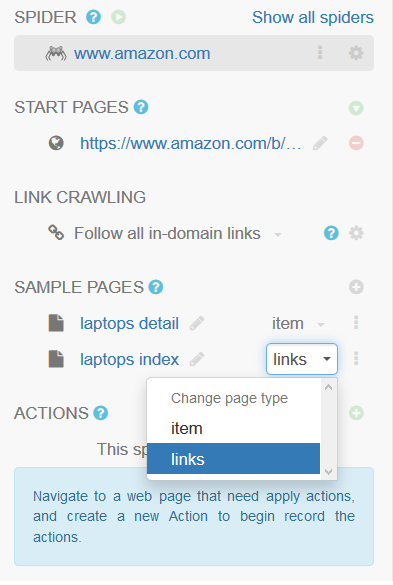 SPIDER ? Show all spiders
www.amazon.com
START PAGES ?
https://www.amazon.com/b/…
LINK CRAWLING
Follow all in-domain links ?
SAMPLE PAGES ?
laptops detail item
laptops index links
Change page type
item
links
ACTIONS ?
This sp
Navigate to a web page that need apply actions,
and create a new Action to begin record the
actions.